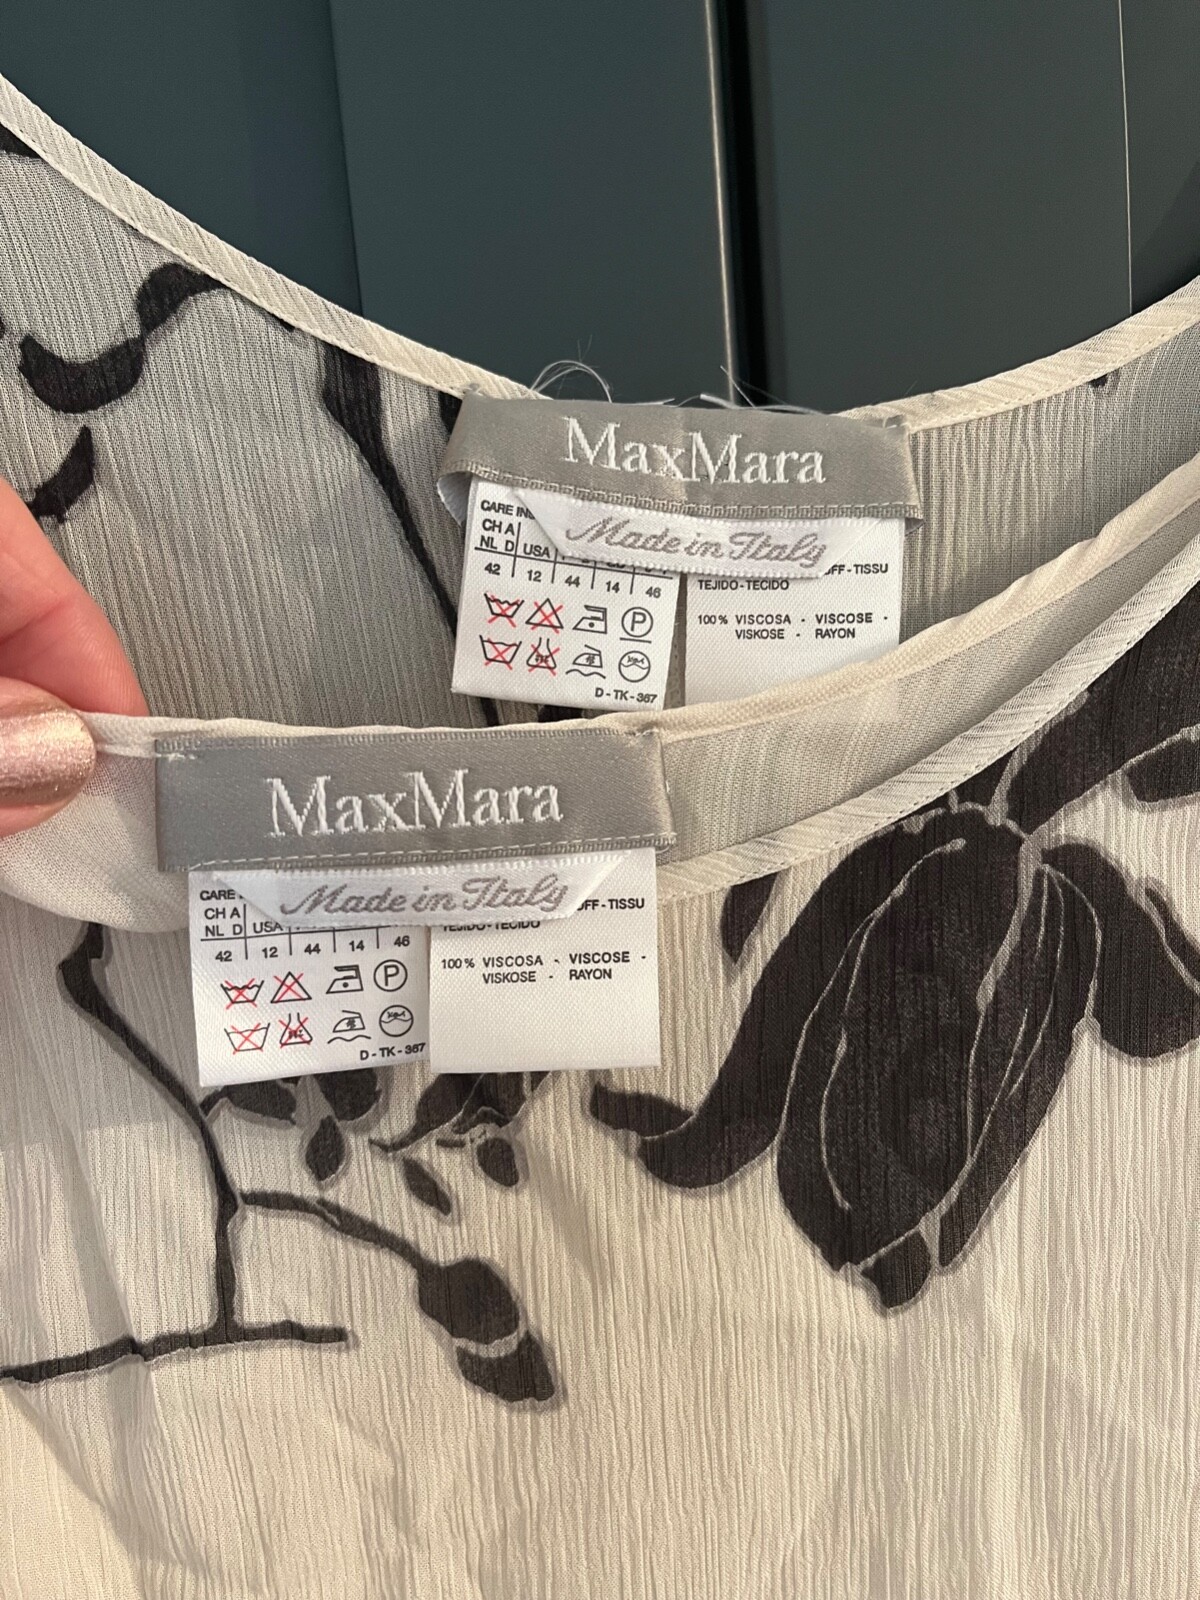 MaxMara
Made in Italy
CARE
CH A
NL D USA
42 12 44 14 46
P
D-TK-367
OFF-TISSU
TEJIDO-TECIDO
100% VISCOSA - VISCOSE -
VISKOSE - RAYON
MaxMara
Made in Italy
CARE
CH A
NL D USA
42 12 44 14 46
P
D-TK-367
OFF-TISSU
TEJIDO-TECIDO
100% VISCOSA - VISCOSE -
VISKOSE - RAYON